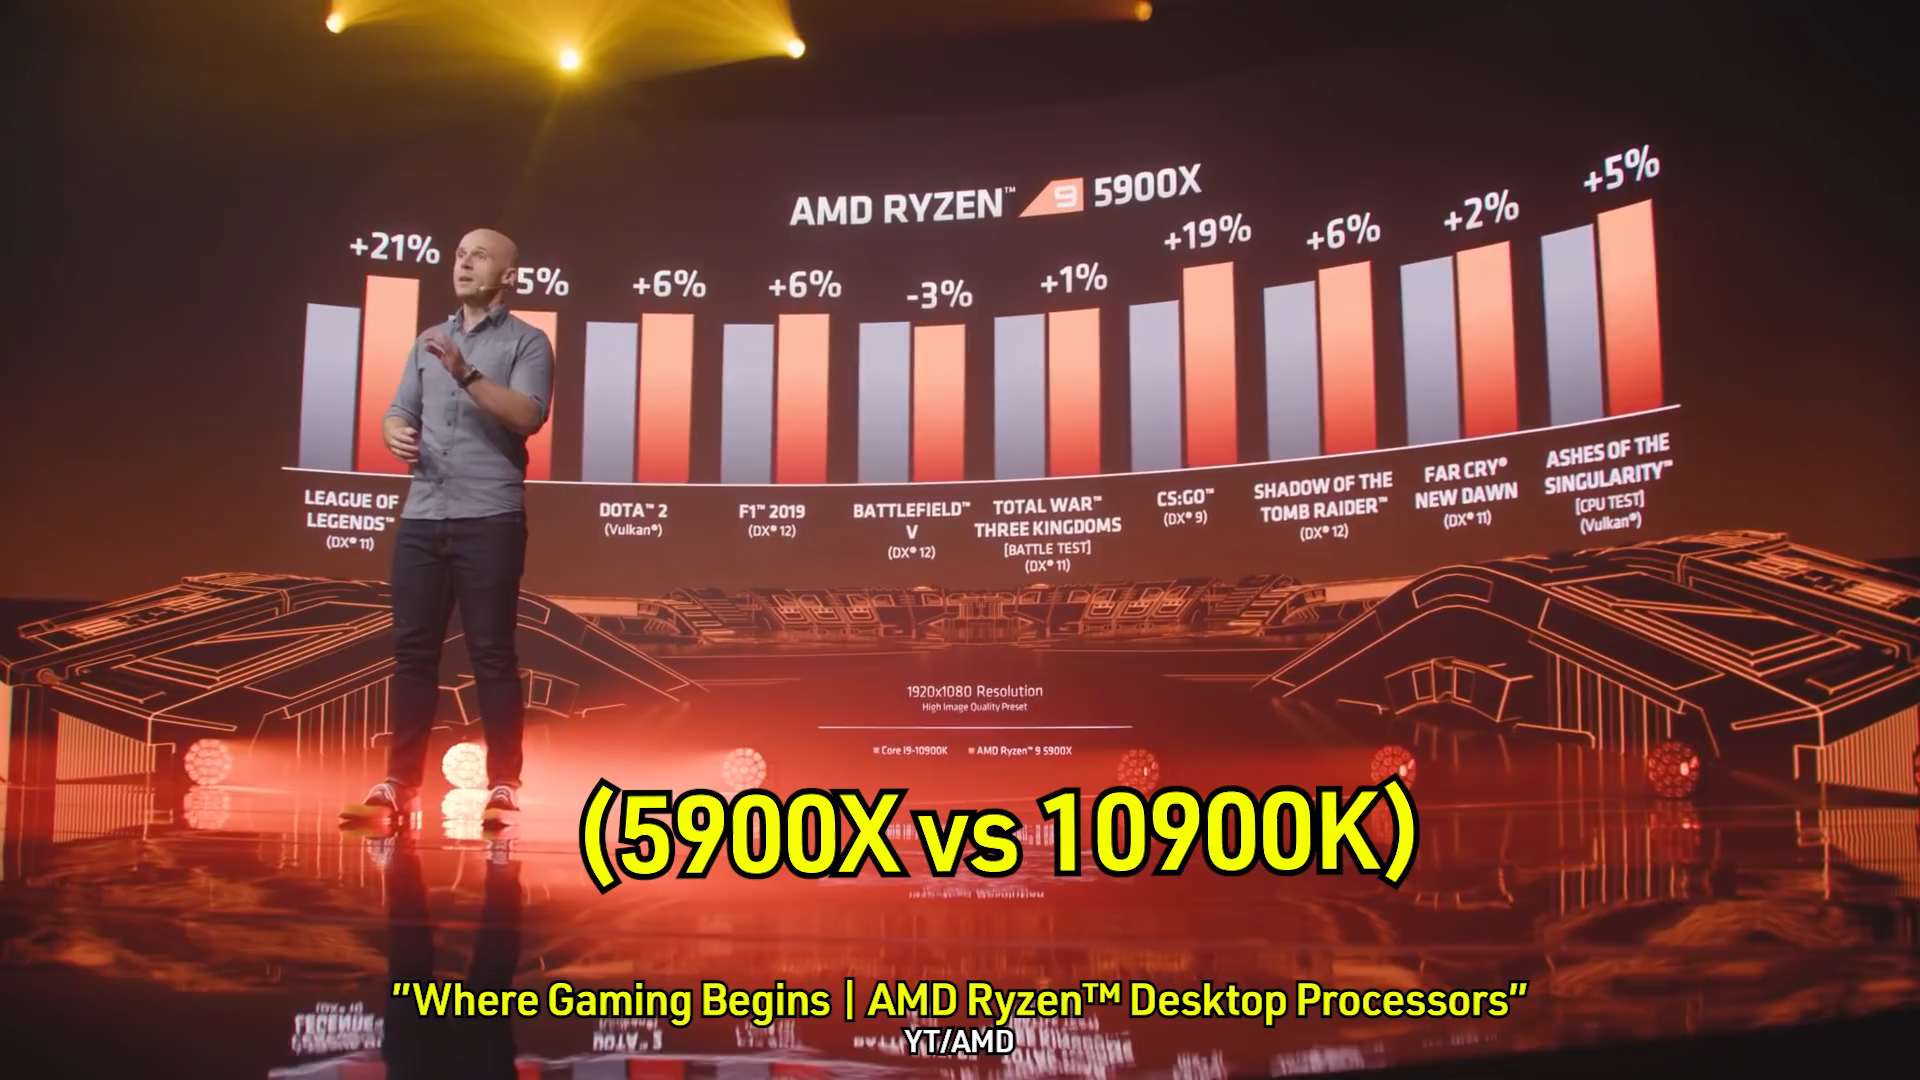 AMD RYZEN™ 9 5900X
+21%
5%
+6%
+6%
-3%
+1%
+19%
+6%
+2%
+5%
LEAGUE OF
LEGENDS™
(DX® 11)
DOTA™ 2
(Vulkan®)
F1™ 2019
(DX® 12)
BATTLEFIELD™
V
(DX® 12)
TOTAL WAR™
THREE KINGDOMS
[BATTLE TEST]
(DX® 11)
CS:GO™
(DX® 9)
SHADOW OF THE
TOMB RAIDER™
(DX® 12)
FAR CRY®
NEW DAWN
(DX® 11)
ASHES OF THE
SINGULARITY™
[CPU TEST]
(Vulkan®)
1920x1080 Resolution
High Image Quality Preset
Core i9-10900K AMD Ryzen™ 9 5900X
(5900X vs 10900K)
"Where Gaming Begins | AMD Ryzen™ Desktop Processors"
YT/AMD